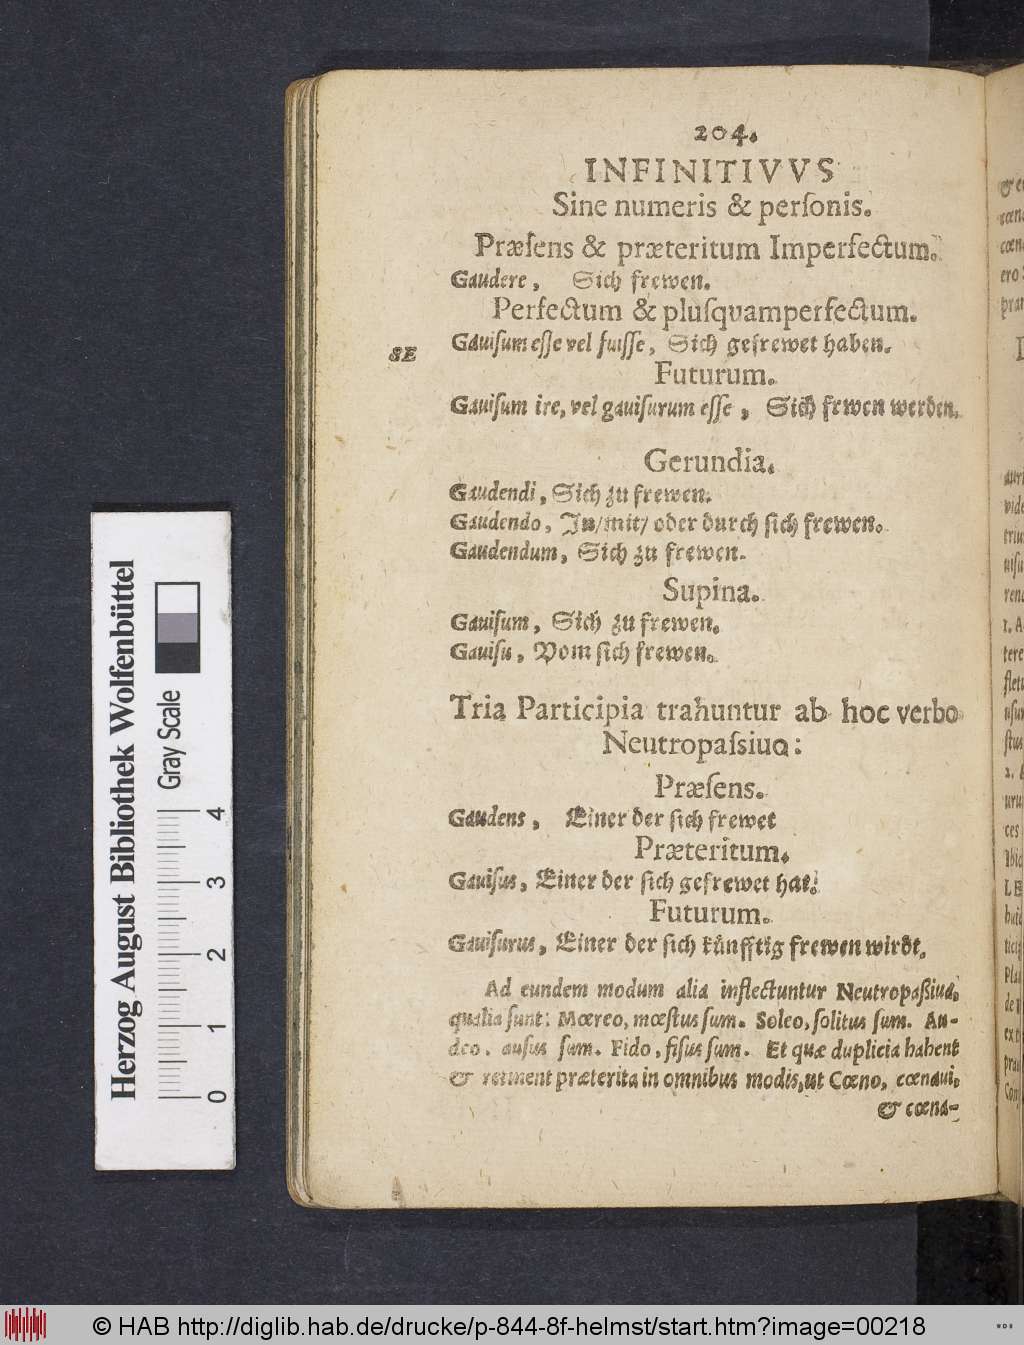 204.
INFINITIVVS
Sine numeris & perſonis.
Præſens & præteritum Imperfectum.
Gaudere, Sich frewen.
Perfectum & pluſquamperfectum.
SE
Gauiſum eſſe vel fuiſſe, Sich gefrewet haben.
Futurum.
Gauiſum ire, vel gauiſurum eſſe, Sich frwen werden.
Gerundia.
Gaudendi, Sich zu frewen.
Gaudendo, In/mit/ oder durch ſich frewen.
Gaudendum, Sich zu frewen.
Supina.
Gauiſum, Sich zu frewen.
Gauiſu, Vom ſich frewen.
Tria Participia trahuntur ab hoc verbo
Neutropaſsiuo:
Præſens.
Gaudens, Einer der ſich frewet
Præteritum.
Gauiſus, Einer der ſich gefrewet hat.
Futurum.
Gauiſurus, Einer der ſich künfftig frewen wirdt.
Ad eundem modum alia inflectuntur Neutropaßiua,
qualia ſunt: Mœreo, mœſtus ſum. Soleo, ſolitus ſum. Au-
deo, auſus ſum. Fido, fiſus ſum. Et quæ duplicia habent
& retinent præterita in omnibus modis, ut Cœno, cœnaui,
& cœna-
Herzog August Bibliothek Wolfenbüttel
Gray Scale
0 1 2 3 4
© HAB http://diglib.hab.de/drucke/p-844-8f-helmst/start.htm?image=00218